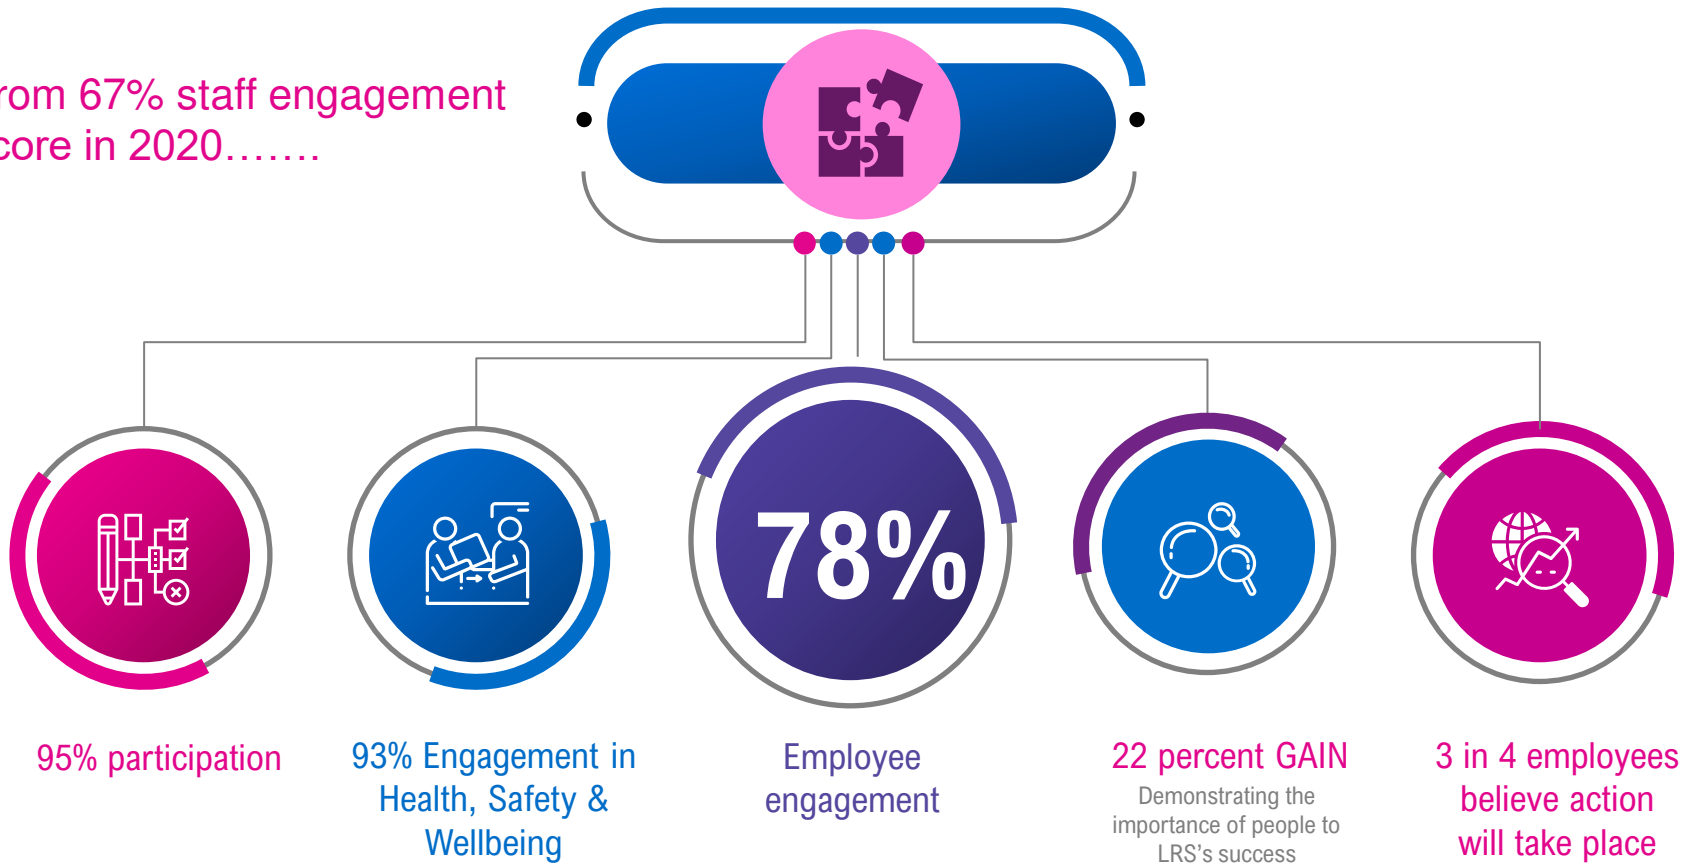 rom 67% staff engagement
core in 2020.......
78%
95% participation
93% Engagement in
Health, Safety &
Wellbeing
Employee
engagement
22 percent GAIN
Demonstrating the
importance of people to
LRS's success
3 in 4 employees
believe action
will take place